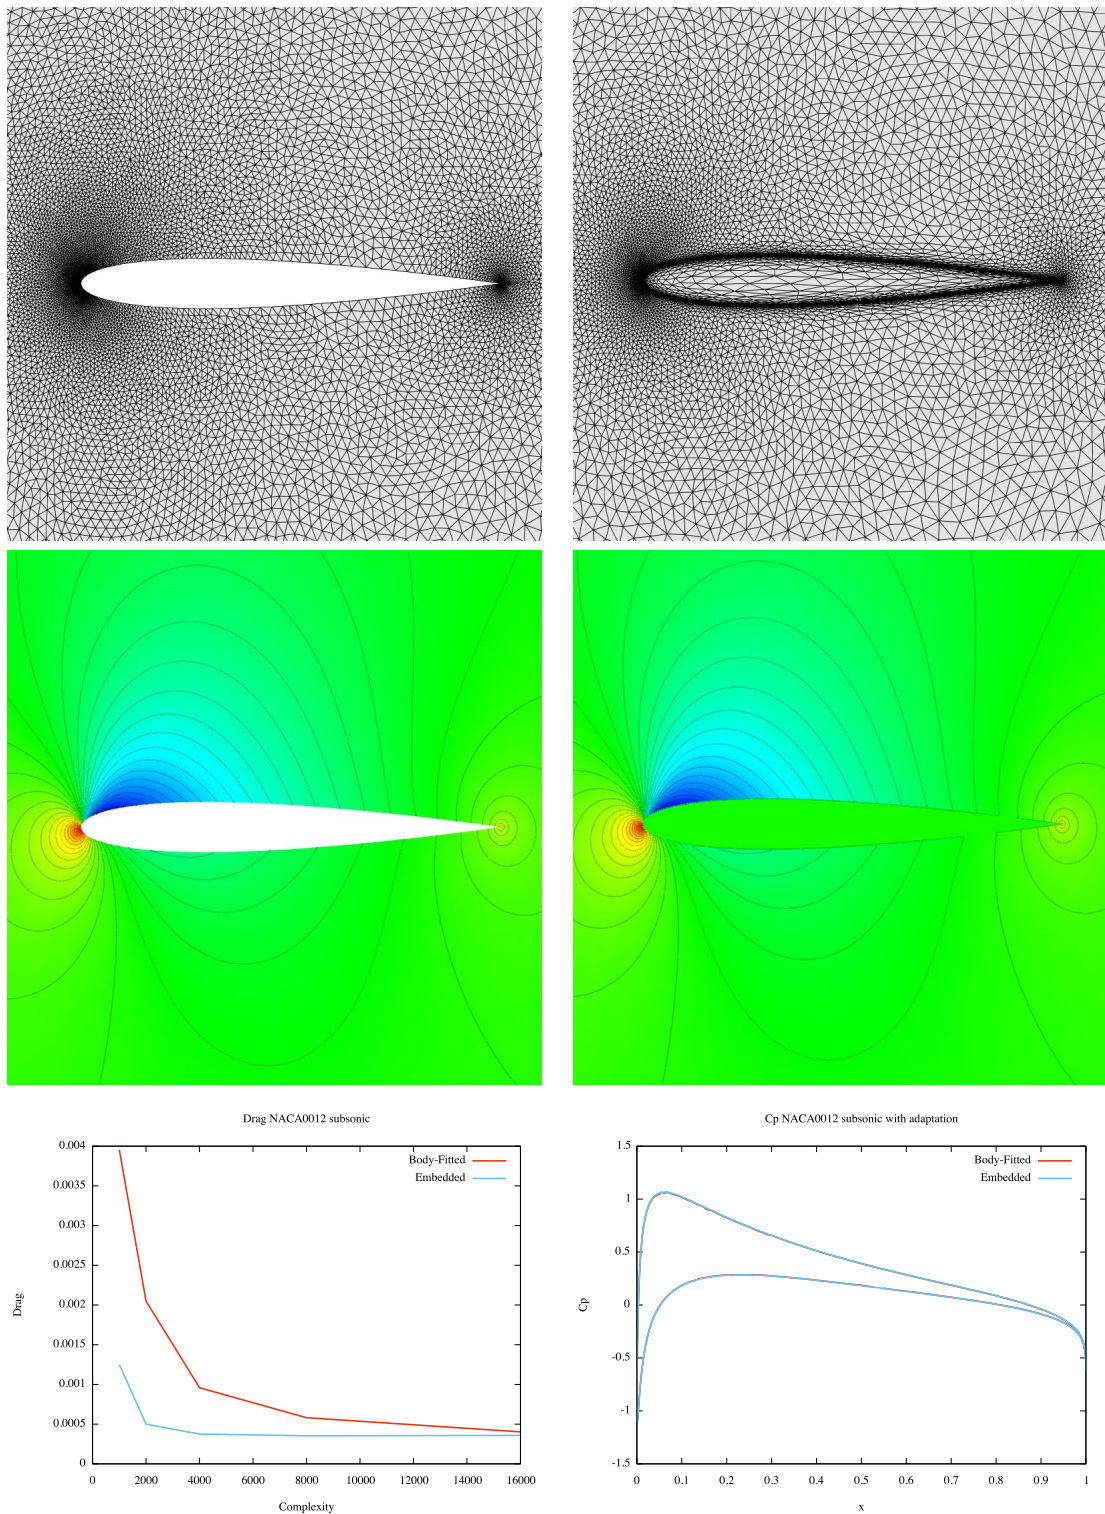 Drag NACA0012 subsonic
0.004
0.0035
0.003
0.0025
0.002
0.0015
0.001
0.0005
0
Drag
Body-Fitted
Embedded
0 2000 4000 6000 8000 10000 12000 14000 16000
Complexity
Cp NACA0012 subsonic with adaptation
1.5
1
0.5
0
-0.5
-1
-1.5
Cp
Body-Fitted
Embedded
0 0.1 0.2 0.3 0.4 0.5 0.6 0.7 0.8 0.9 1
x